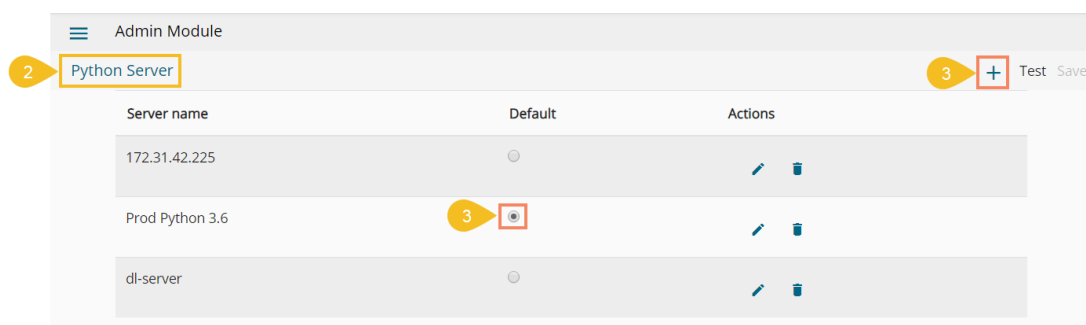 Admin Module
2 Python Server 3 + Test Save
Server name Default Actions
172.31.42.225
Prod Python 3.6 3
dl-server